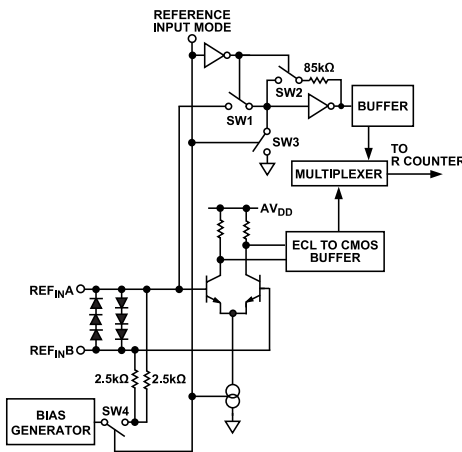 REFERENCE
INPUT MODE
85kΩ
SW2
BUFFER
SW1
SW3
TO
R COUNTER
MULTIPLEXER
AVDD
ECL TO CMOS
BUFFER
REFINA
REFINB
2.5kΩ
2.5kΩ
BIAS
GENERATOR
SW4